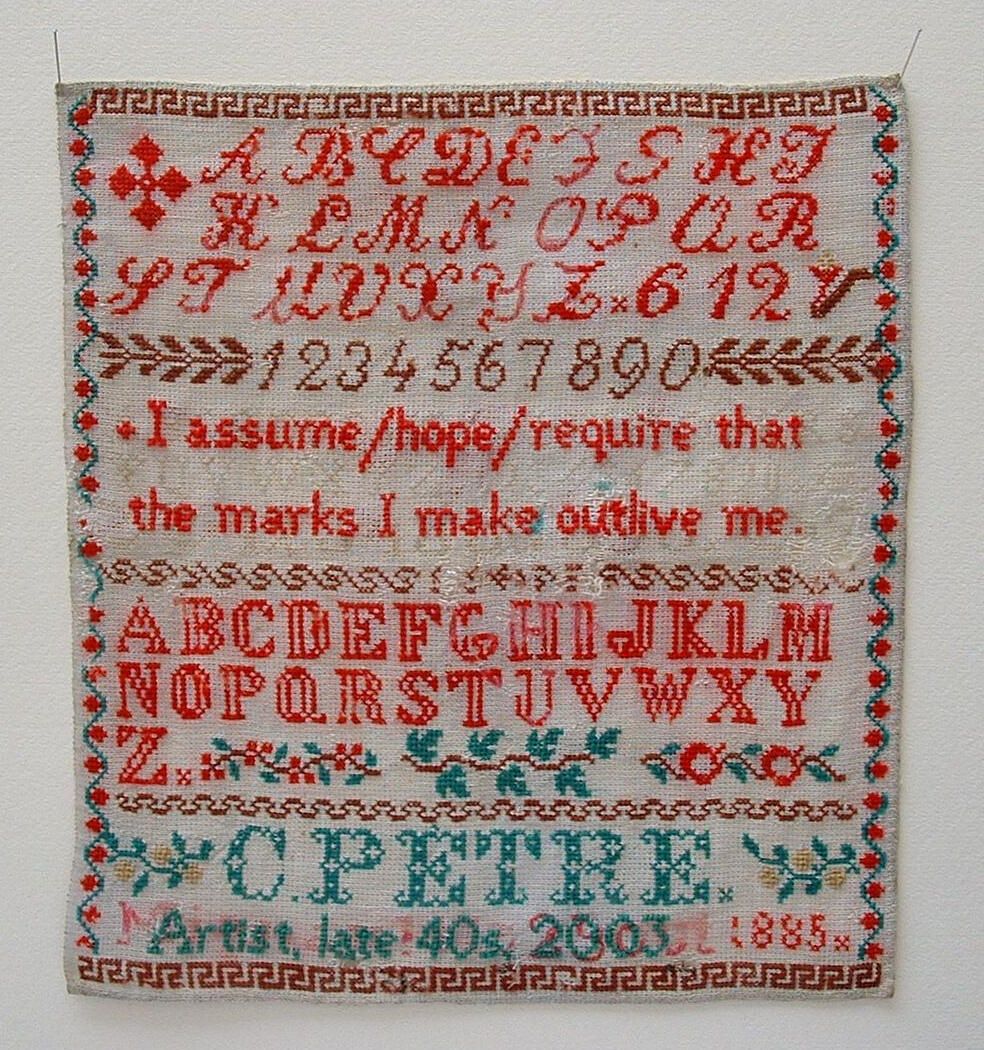 A B C D E F G H I
K L M N O P Q R
S T U V X Y Z × 6 12
1234567890
I assume/hope/require that
the marks I make outlive me.
ABCDEFGHIJKLM
NOPQRSTUVWXY
Z.
C. PETRE.
Artist, late 40s, 2003 1885